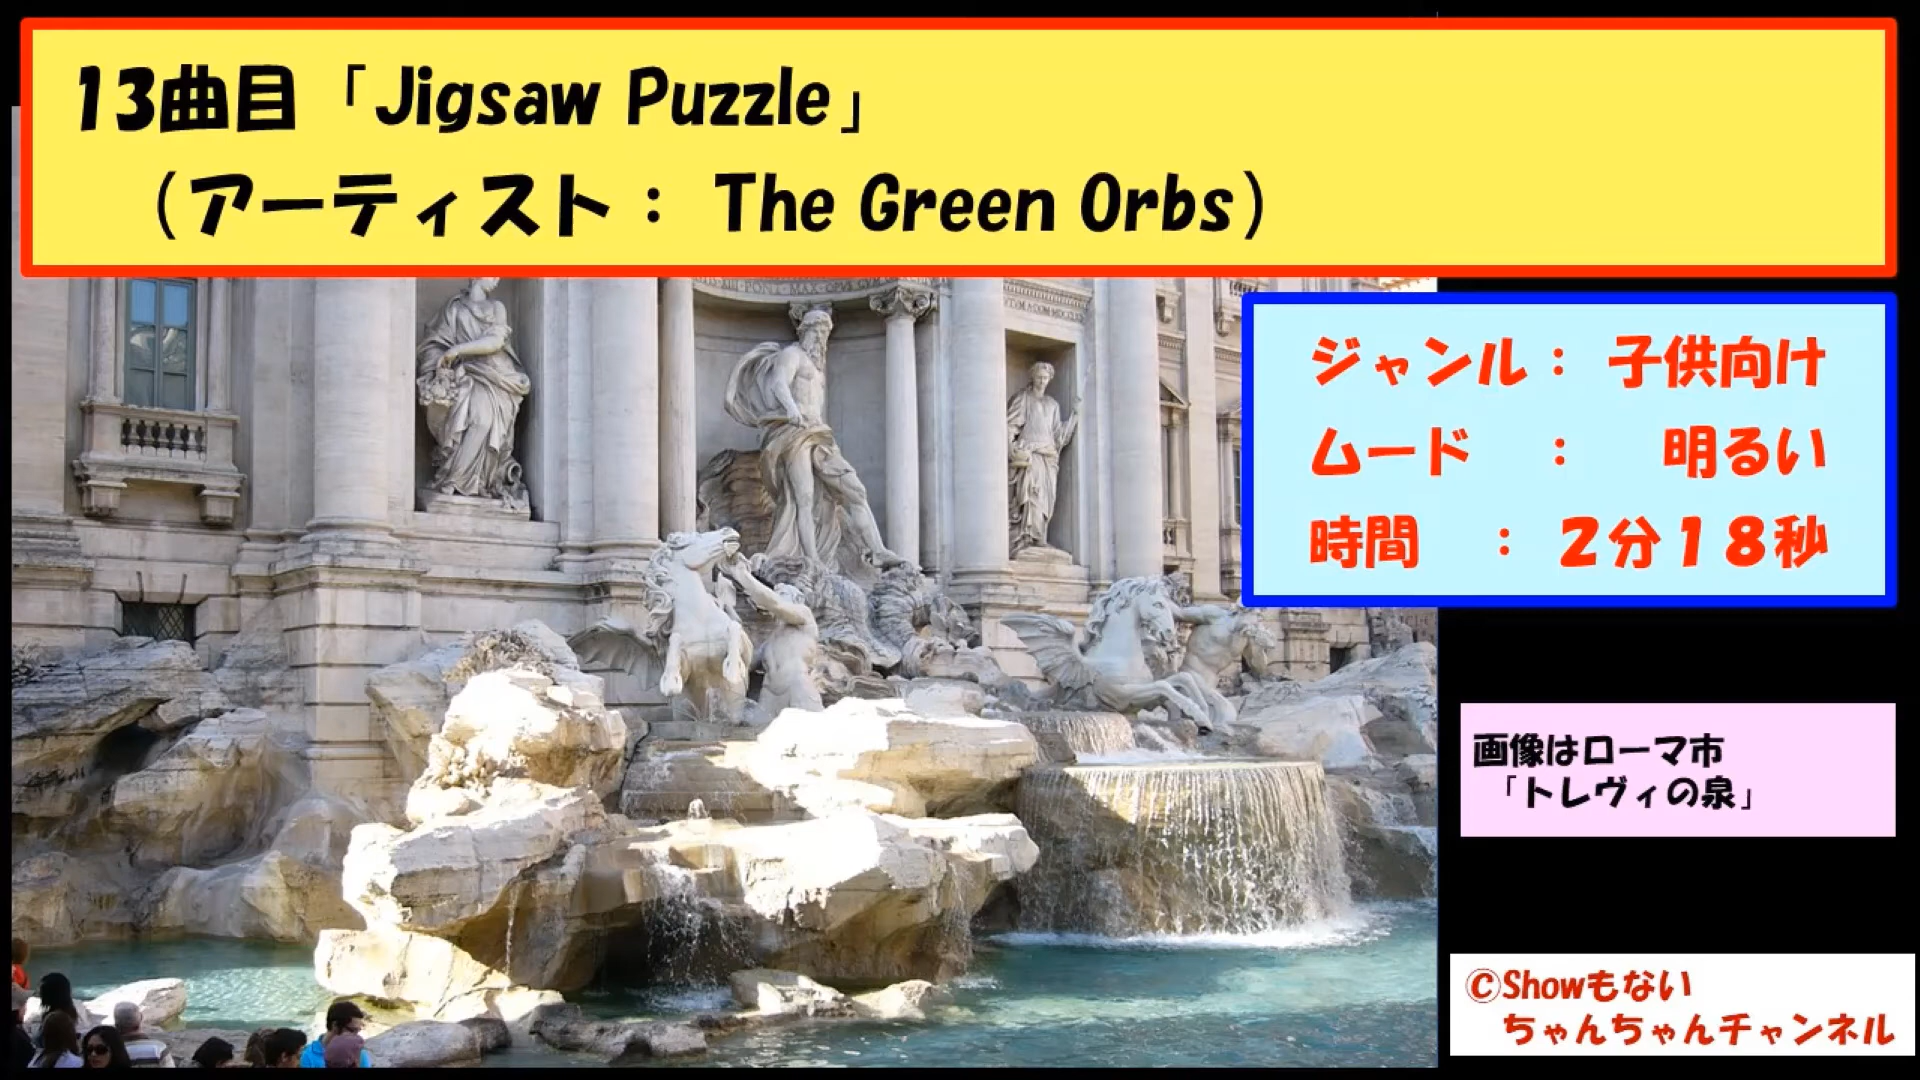 13曲目「Jigsaw Puzzle」
（アーティスト： The Green Orbs）
ジャンル： 子供向け
ムード ： 明るい
時間 ： 2分18秒
画像はローマ市
「トレヴィの泉」
©Showもない
ちゃんちゃんチャンネル